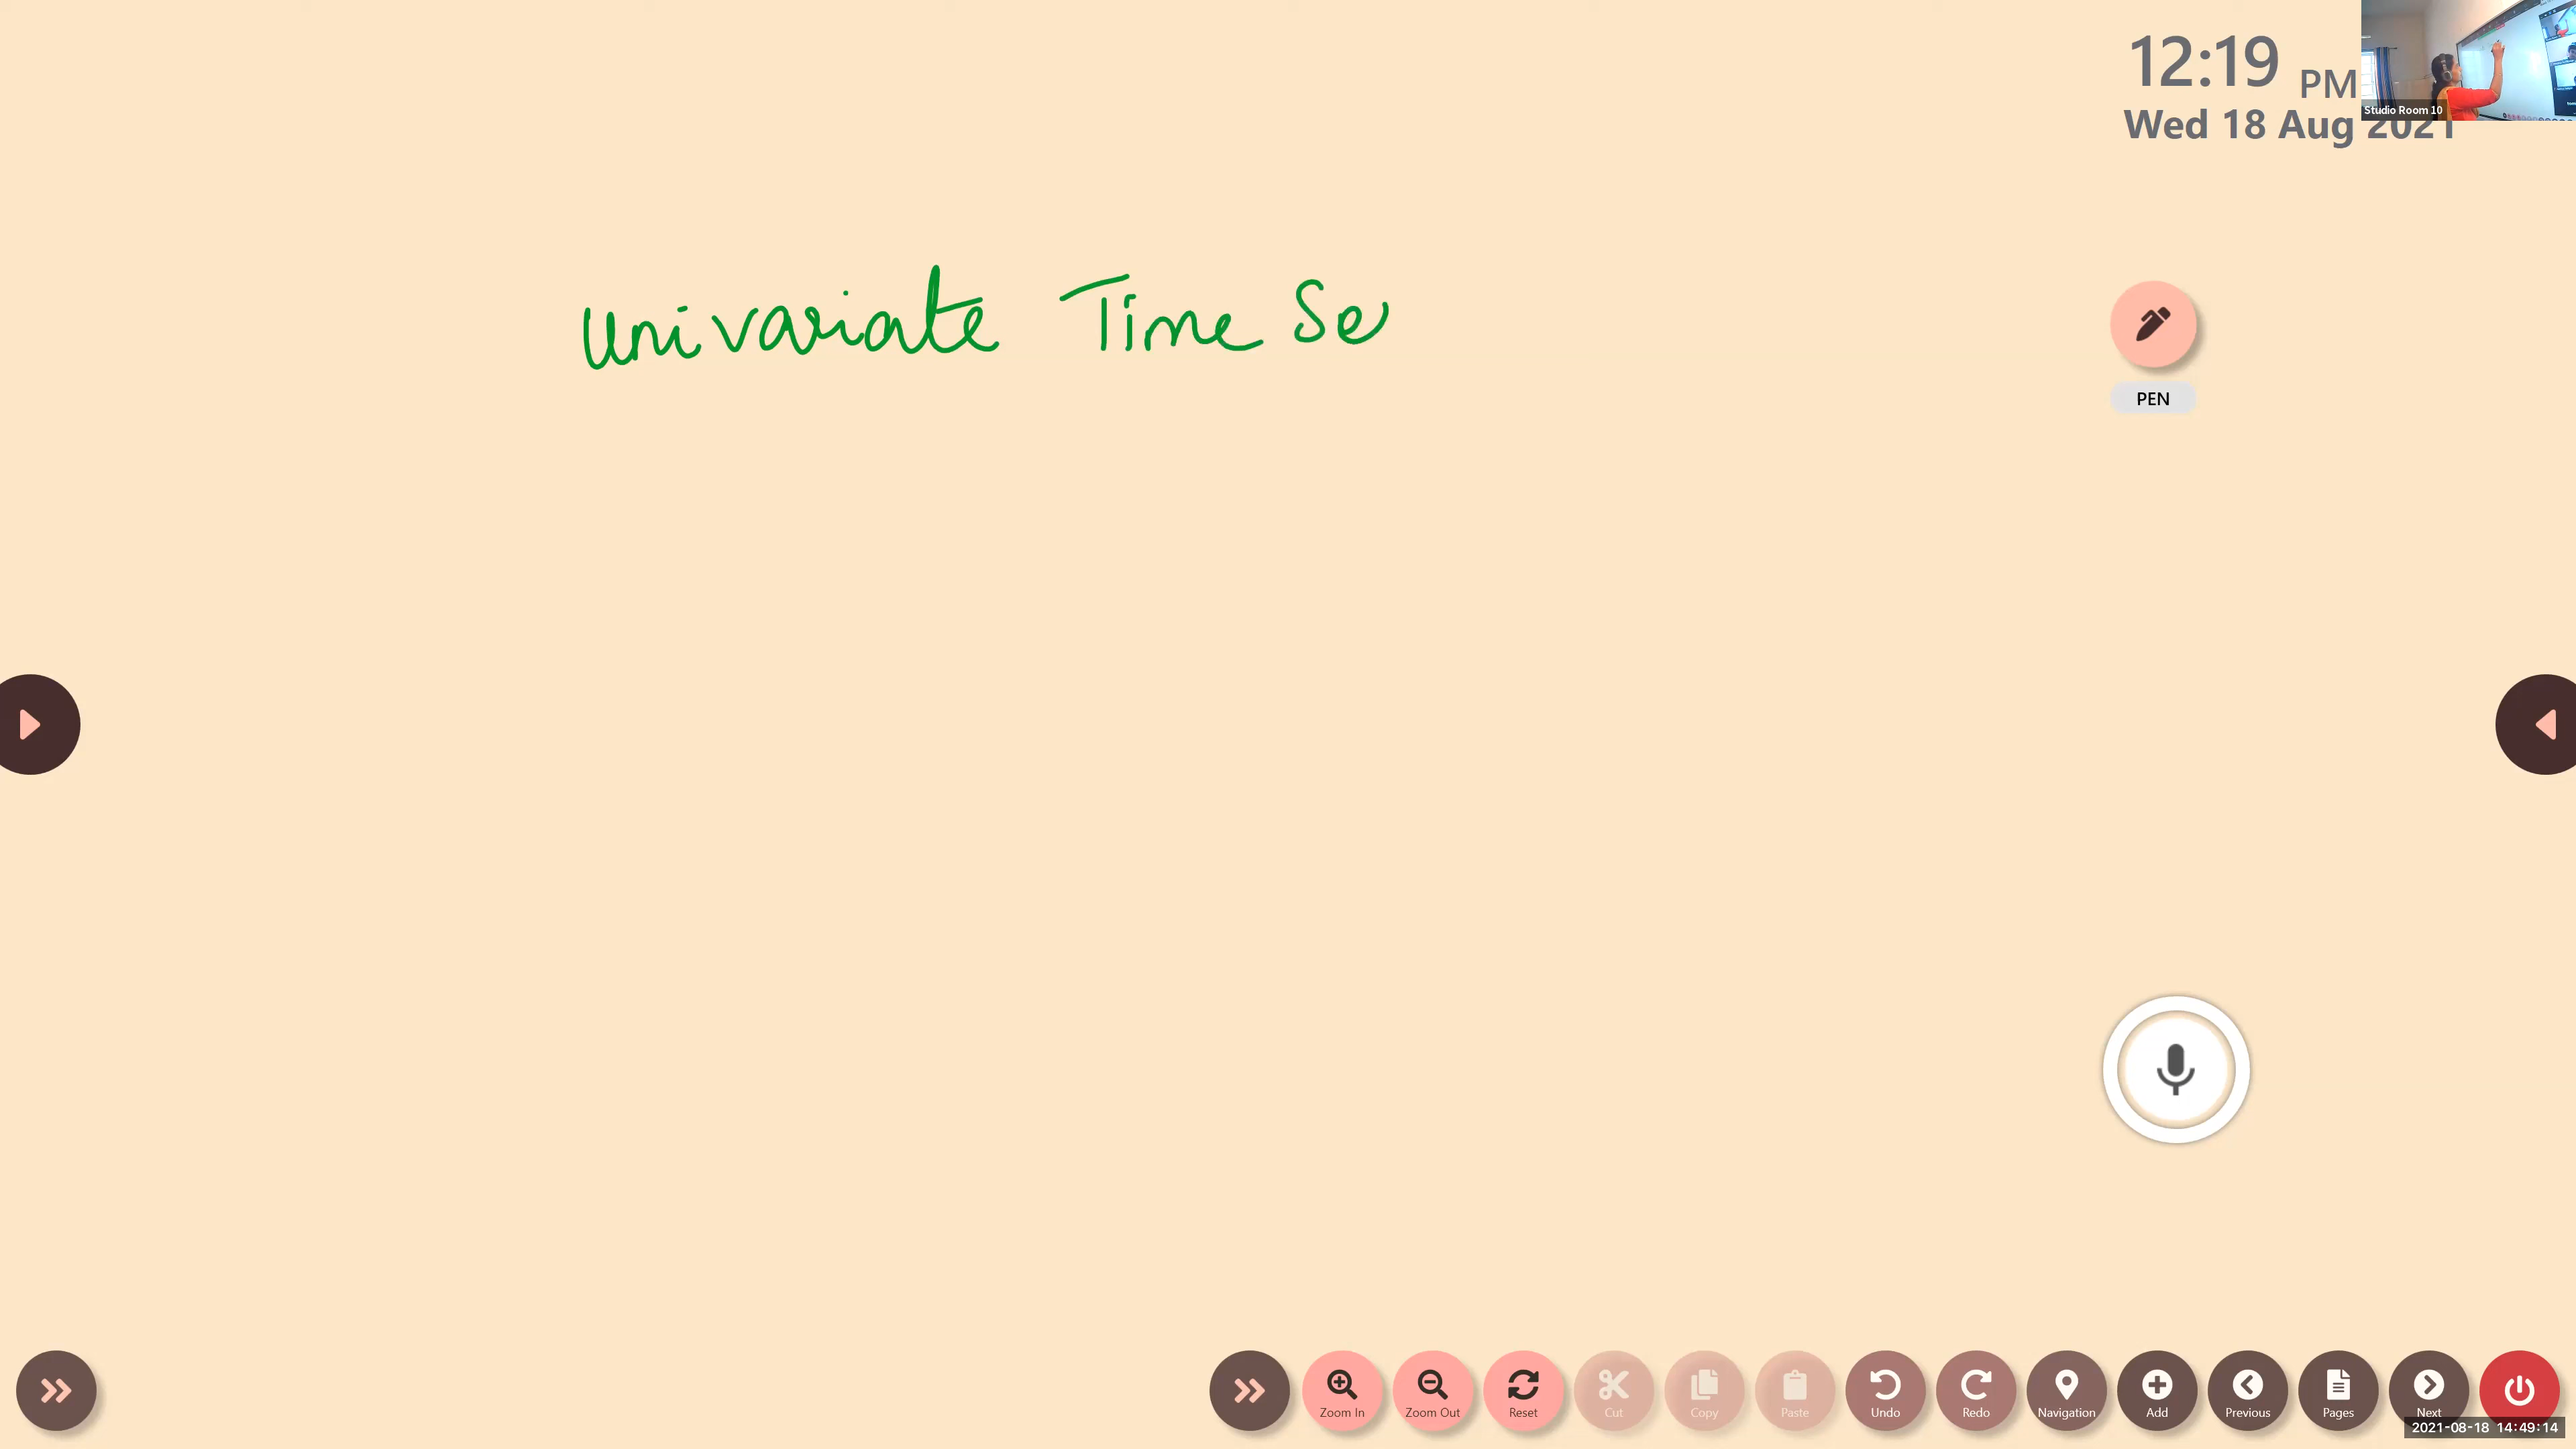 12:19 PM
Wed 18 Aug 2021
Studio Room 10
Univariate Time Se
PEN
Zoom In Zoom Out Reset Cut Copy Paste Undo Redo Navigation Add Previous Pages Next
2021-08-18 14:49:14